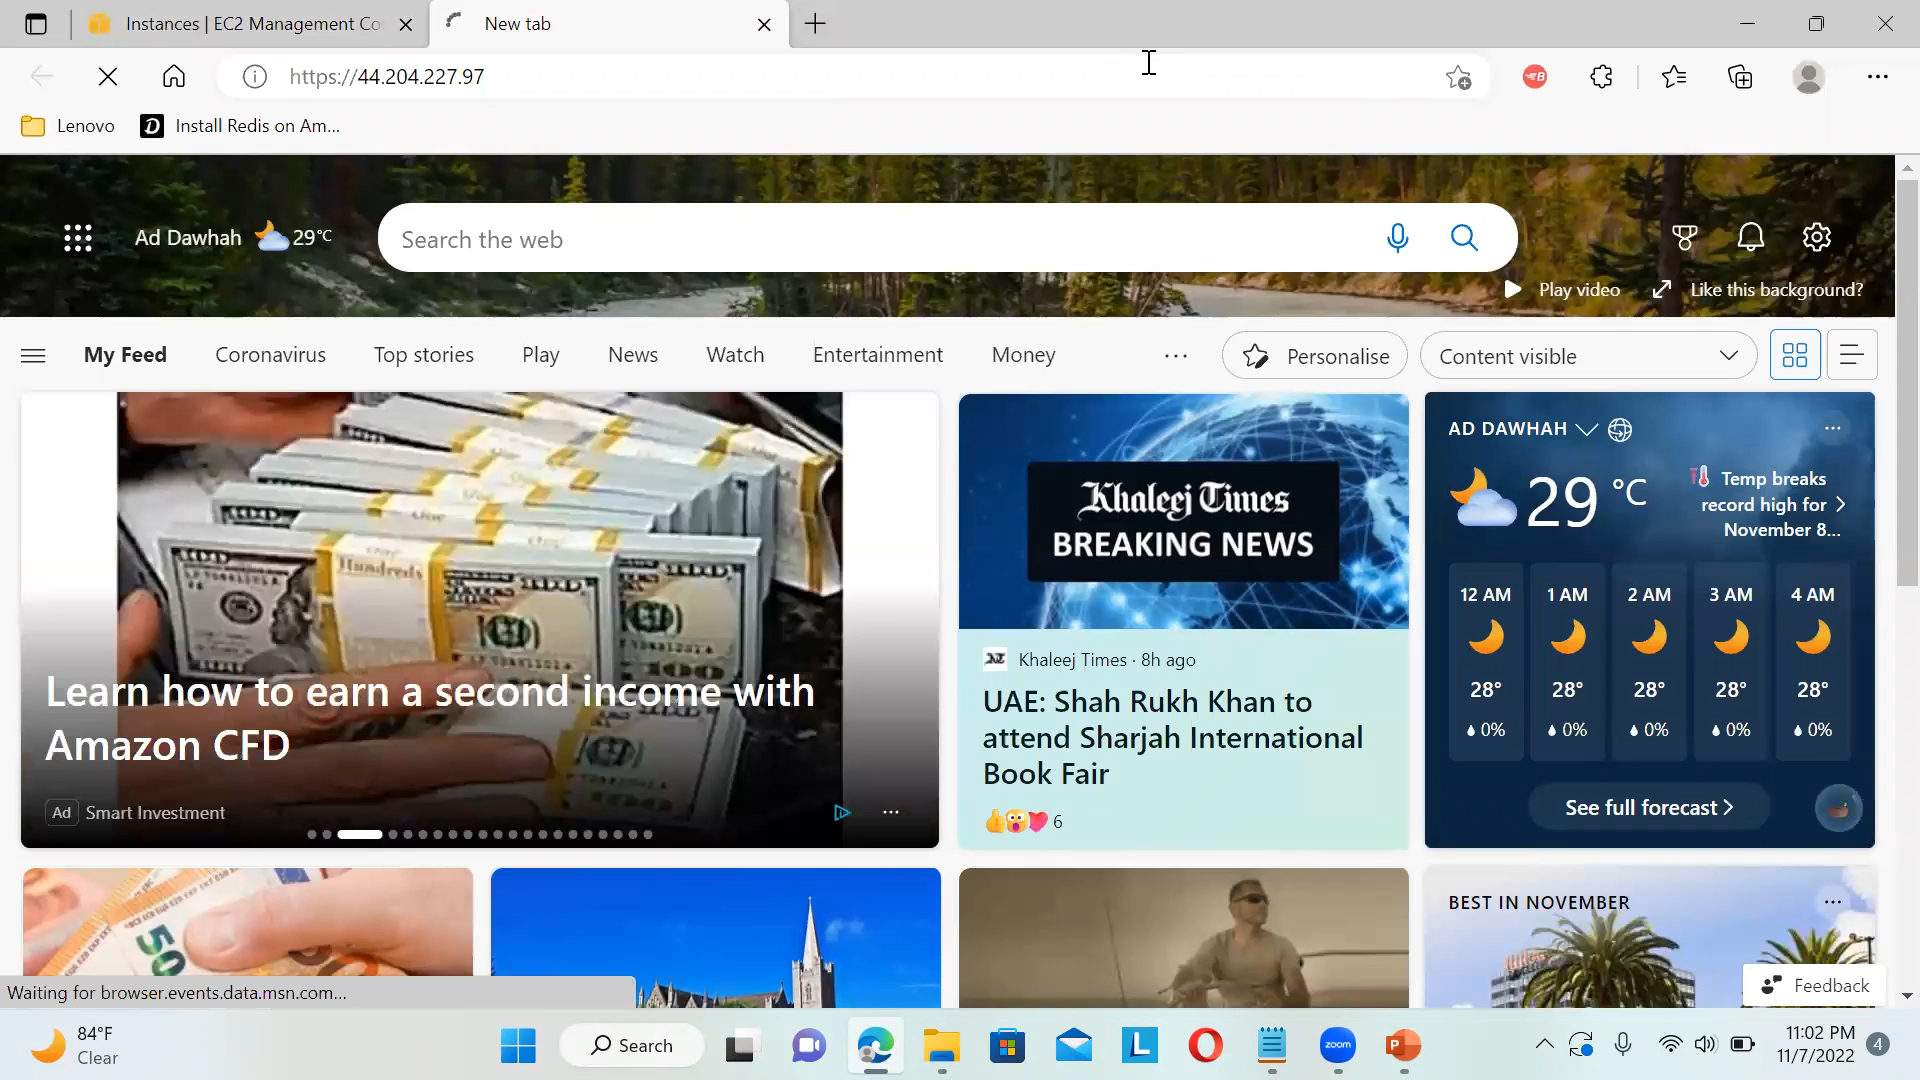 Instances | EC2 Management Co
New tab
https://44.204.227.97
Lenovo
Install Redis on Am...
Ad Dawhah
29°C
Search the web
Play video
Like this background?
My Feed
Coronavirus
Top stories
Play
News
Watch
Entertainment
Money
Personalise
Content visible
Hundreds
Learn how to earn a second income with
Amazon CFD
Ad
Smart Investment
Khaleej Times
BREAKING NEWS
Khaleej Times · 8h ago
UAE: Shah Rukh Khan to
attend Sharjah International
Book Fair
6
AD DAWHAH
29 °C
Temp breaks
record high for
November 8...
12 AM
1 AM
2 AM
3 AM
4 AM
28°
28°
28°
28°
28°
0%
0%
0%
0%
0%
See full forecast
50
BEST IN NOVEMBER
Feedback
Waiting for browser.events.data.msn.com...
84°F
Clear
Search
L
zoom
P
11:02 PM
11/7/2022
4